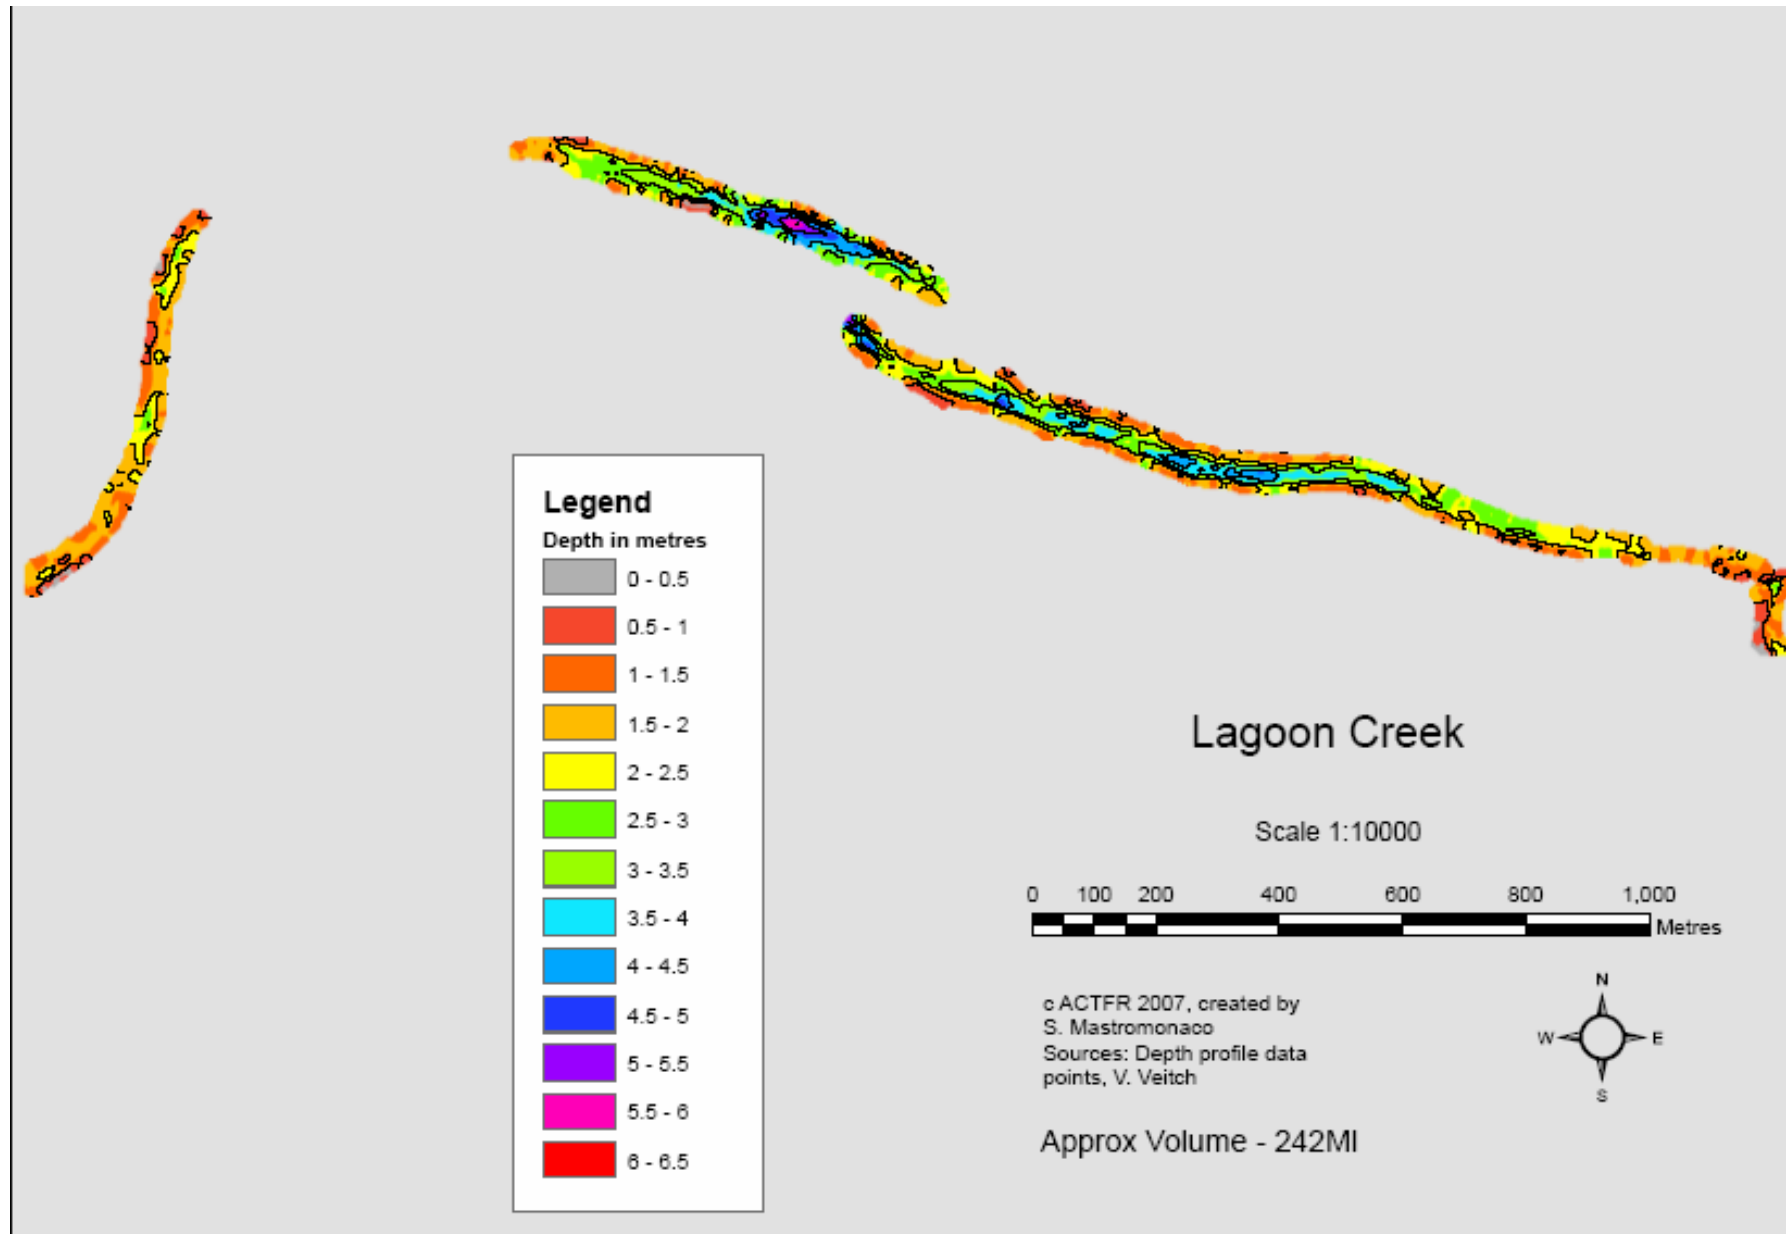 Legend
Depth in metres
0 - 0.5
0.5 - 1
1 - 1.5
1.5 - 2
2 - 2.5
2.5 - 3
3 - 3.5
3.5 - 4
4 - 4.5
4.5 - 5
5 - 5.5
5.5 - 6
6 - 6.5
Lagoon Creek
Scale 1:10000
0 100 200 400 600 800 1,000
Metres
c ACTFR 2007, created by
S. Mastromonaco
Sources: Depth profile data
points, V. Veitch
N
W E
S
Approx Volume - 242Ml